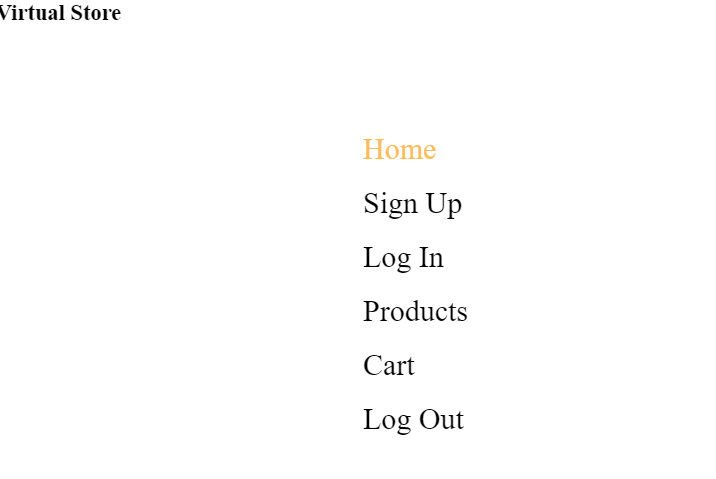 Virtual Store
Home
Sign Up
Log In
Products
Cart
Log Out